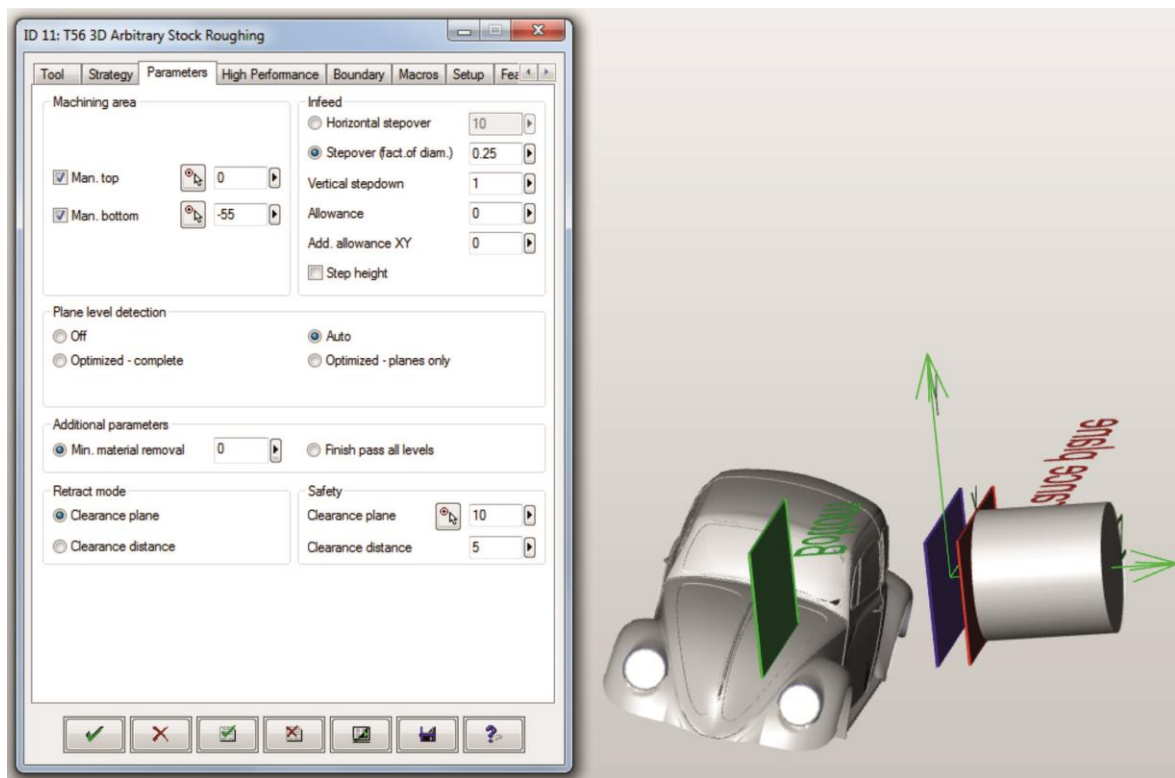 ID 11: T56 3D Arbitrary Stock Roughing
Tool Strategy Parameters High Performance Boundary Macros Setup Fea
Machining area
Man. top 0
Man. bottom -55
Infeed
Horizontal stepover 10
Stepover (fact.of diam.) 0.25
Vertical stepdown 1
Allowance 0
Add. allowance XY 0
Step height
Plane level detection
Off
Auto
Optimized - complete
Optimized - planes only
Additional parameters
Min. material removal 0
Finish pass all levels
Retract mode
Clearance plane
Clearance distance
Safety
Clearance plane 10
Clearance distance 5
Bottom